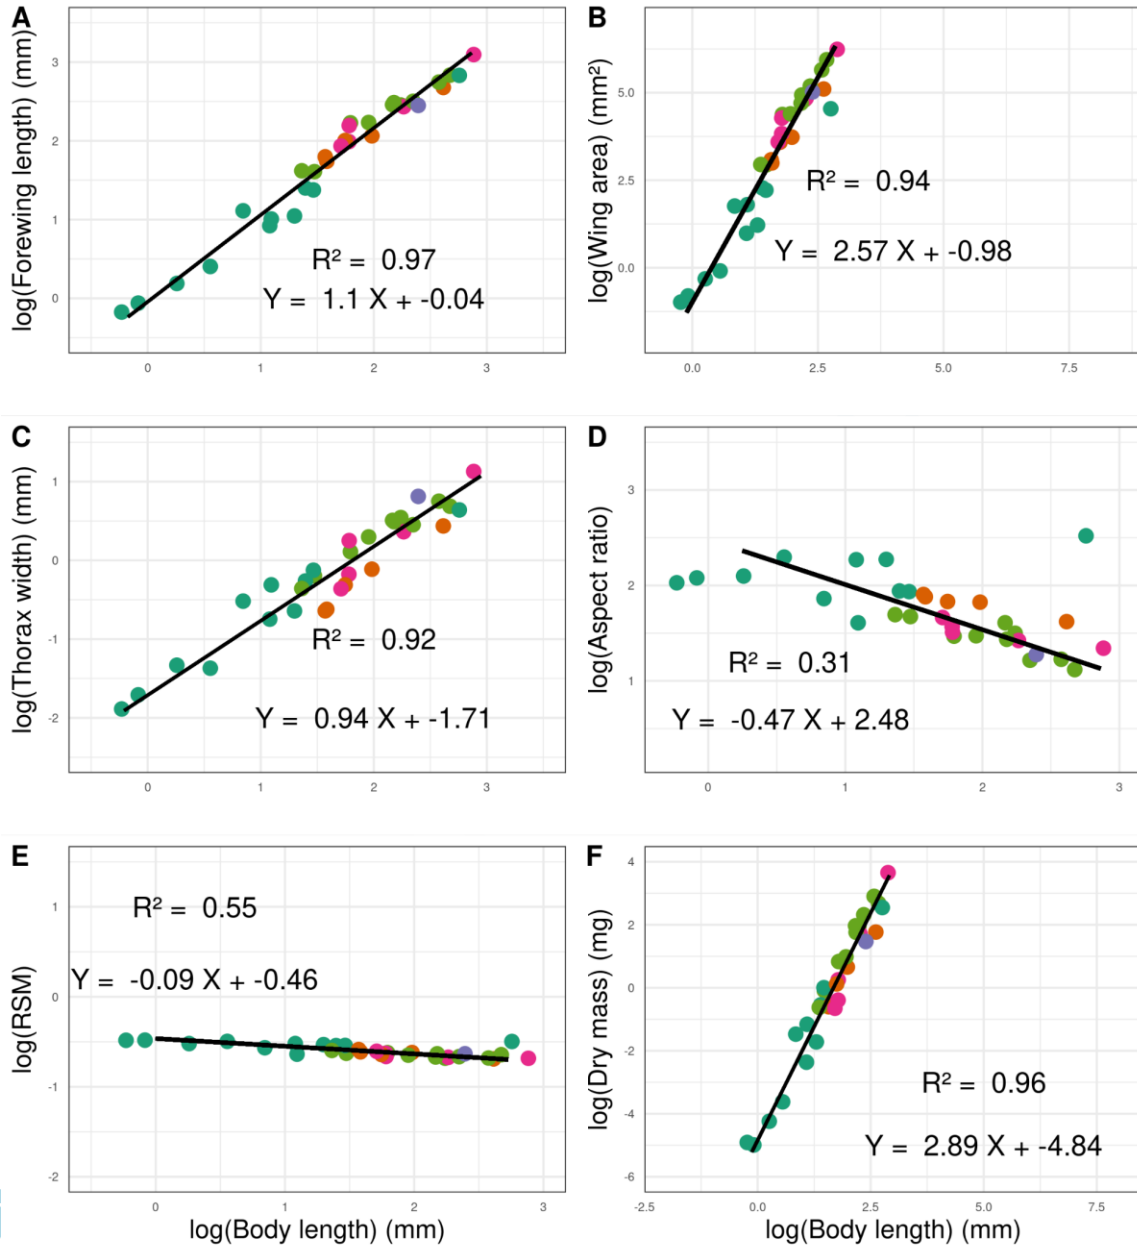 A
log(Forewing length) (mm)
3
2
1
0
R² = 0.97
Y = 1.1 X + -0.04
0 1 2 3
B
log(Wing area) (mm²)
5.0
2.5
0.0
R² = 0.94
Y = 2.57 X + -0.98
0.0 2.5 5.0 7.5
C
log(Thorax width) (mm)
1
0
-1
-2
R² = 0.92
Y = 0.94 X + -1.71
0 1 2 3
D
log(Aspect ratio)
3
2
1
R² = 0.31
Y = -0.47 X + 2.48
0 1 2 3
E
log(RSM)
1
0
-1
-2
R² = 0.55
Y = -0.09 X + -0.46
0 1 2 3
log(Body length) (mm)
F
log(Dry mass) (mg)
4
2
0
-2
-4
-6
R² = 0.96
Y = 2.89 X + -4.84
-2.5 0.0 2.5 5.0 7.5
log(Body length) (mm)